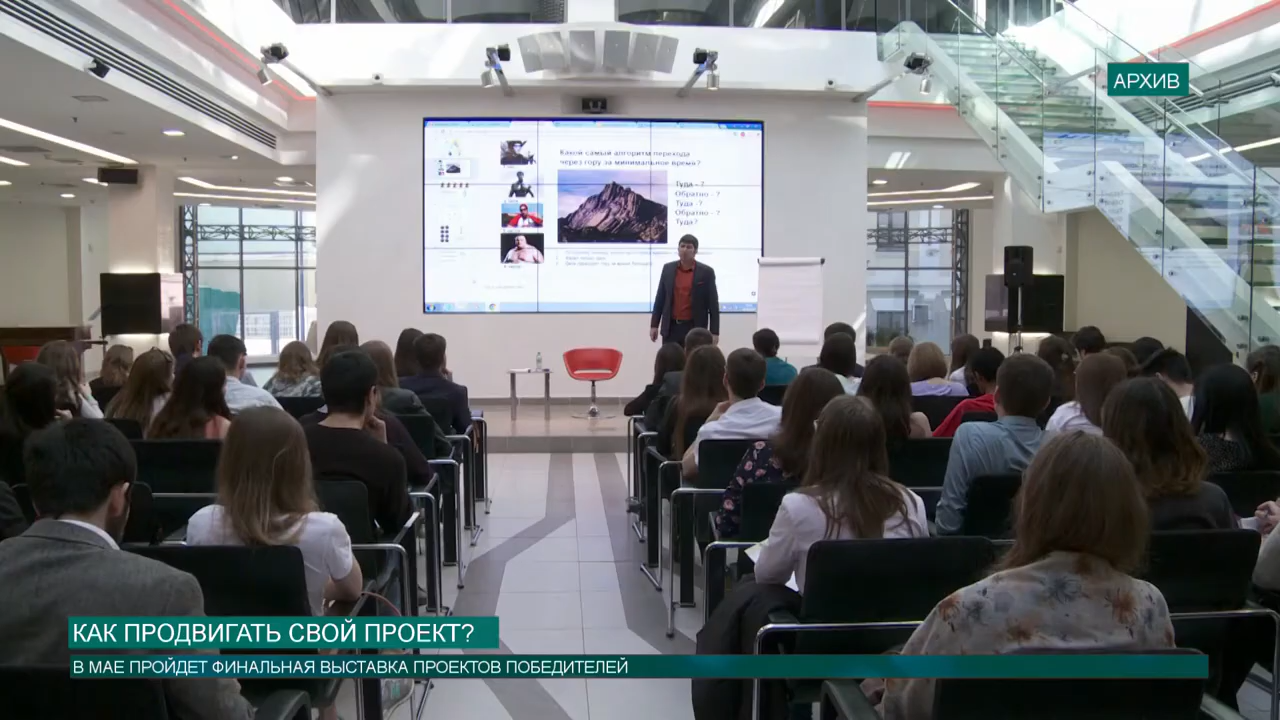 АРХИВ
Какой самый алгоритм перехода
через гору за минимальное время?
Туда - ?
Обратно - ?
Туда -?
Обратно - ?
Туда?
КАК ПРОДВИГАТЬ СВОЙ ПРОЕКТ?
В МАЕ ПРОЙДЕТ ФИНАЛЬНАЯ ВЫСТАВКА ПРОЕКТОВ ПОБЕДИТЕЛЕЙ